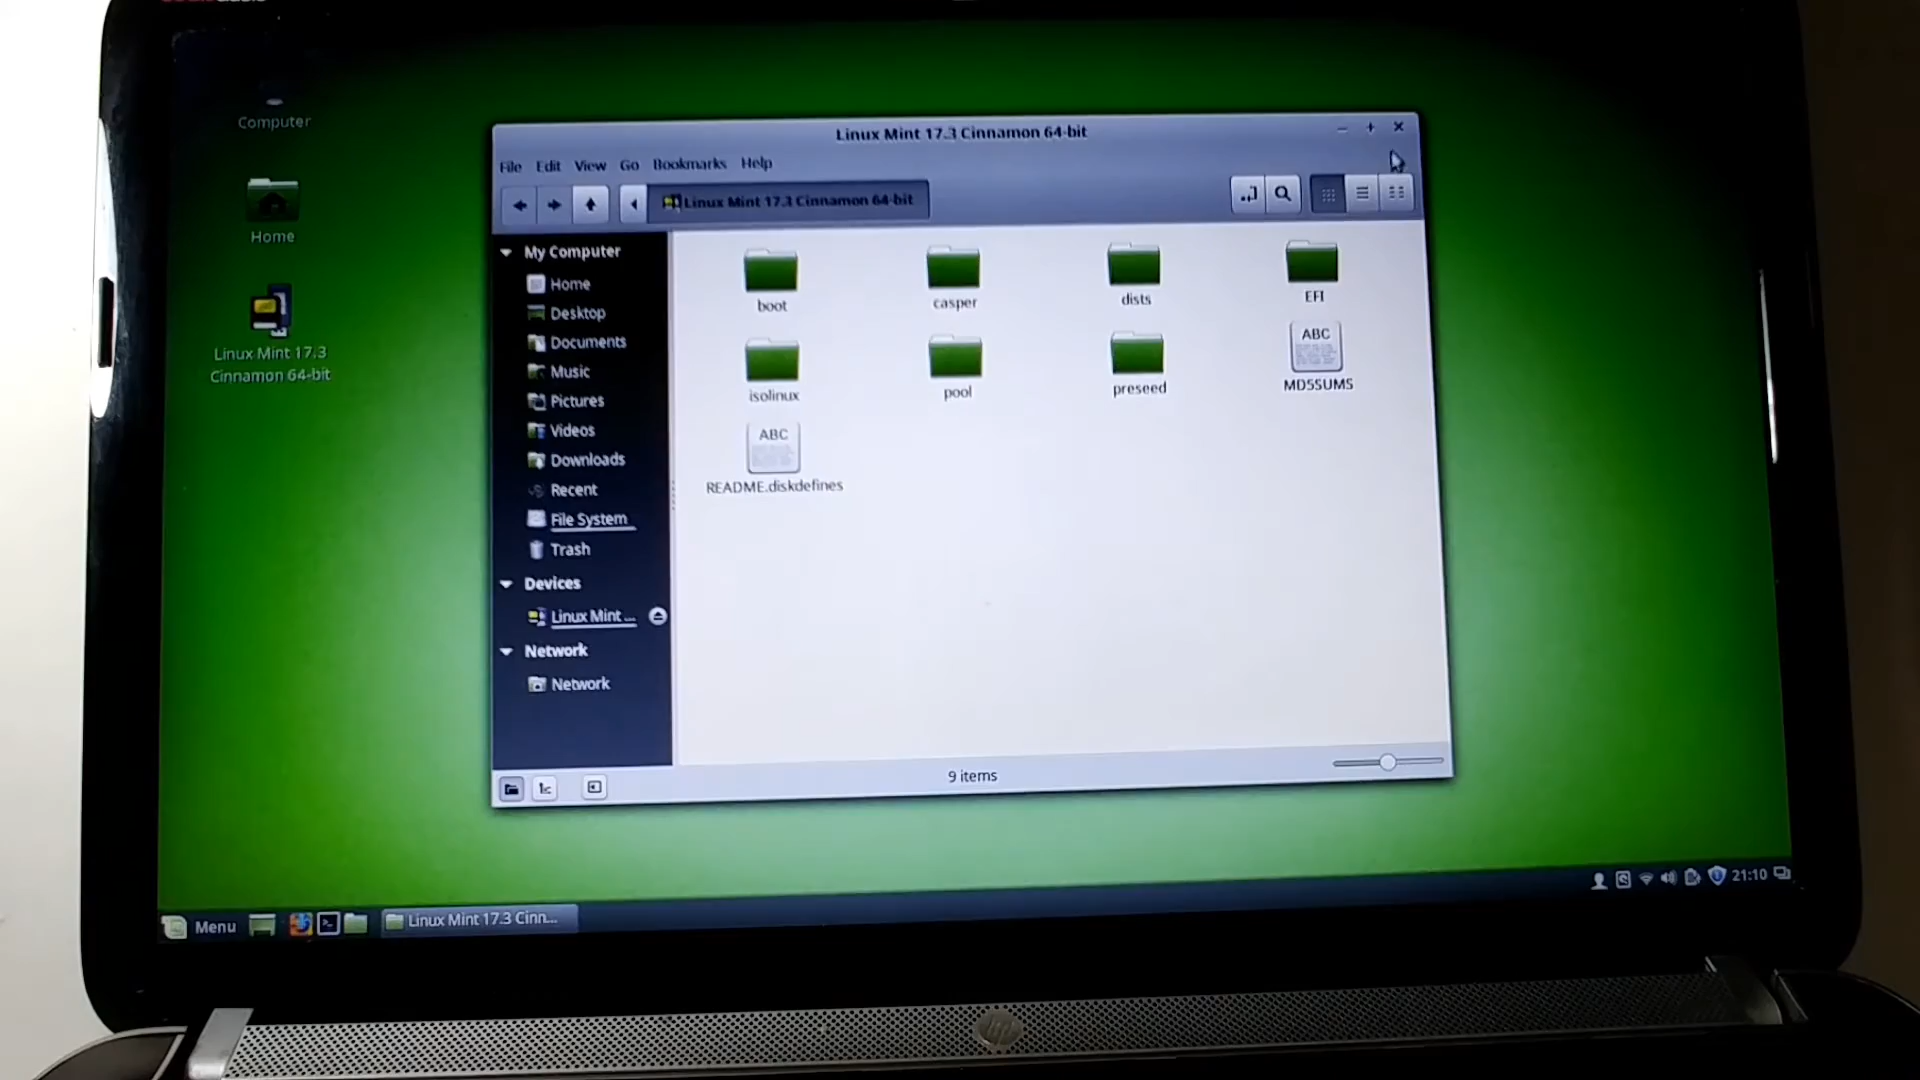 Computer
Home
Linux Mint 17.3
Cinnamon 64-bit
Linux Mint 17.3 Cinnamon 64-bit
File Edit View Go Bookmarks Help
Linux Mint 17.3 Cinnamon 64-bit
My Computer
Home
Desktop
Documents
Music
Pictures
Videos
Downloads
Recent
File System
Trash
Devices
Linux Mint ...
Network
Network
boot
casper
dists
EFI
isolinux
pool
preseed
ABC
MD5SUMS
ABC
README.diskdefines
9 items
Menu
Linux Mint 17.3 Cinn...
21:10
hp